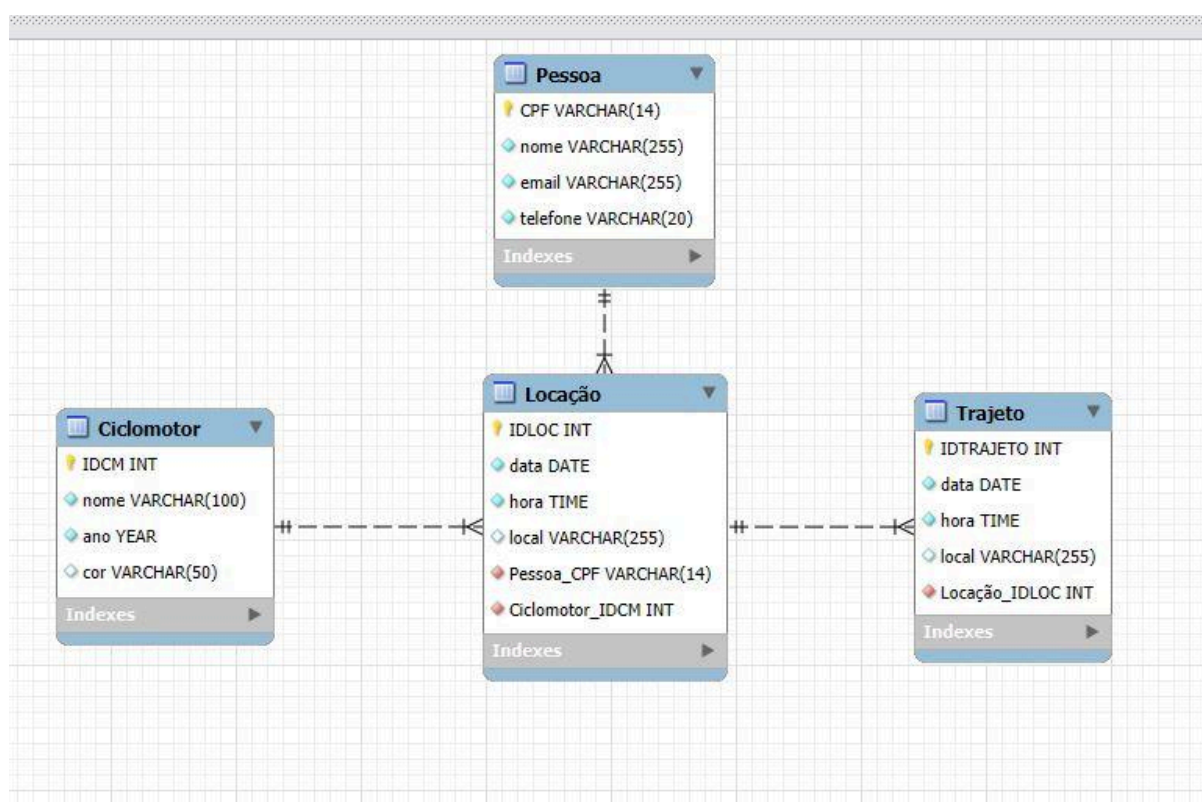 Pessoa
CPF VARCHAR(14)
nome VARCHAR(255)
email VARCHAR(255)
telefone VARCHAR(20)
Indexes
Ciclomotor
IDCM INT
nome VARCHAR(100)
ano YEAR
cor VARCHAR(50)
Indexes
Locação
IDLOC INT
data DATE
hora TIME
local VARCHAR(255)
Pessoa_CPF VARCHAR(14)
Ciclomotor_IDCM INT
Indexes
Trajeto
IDTRAJETO INT
data DATE
hora TIME
local VARCHAR(255)
Locação_IDLOC INT
Indexes